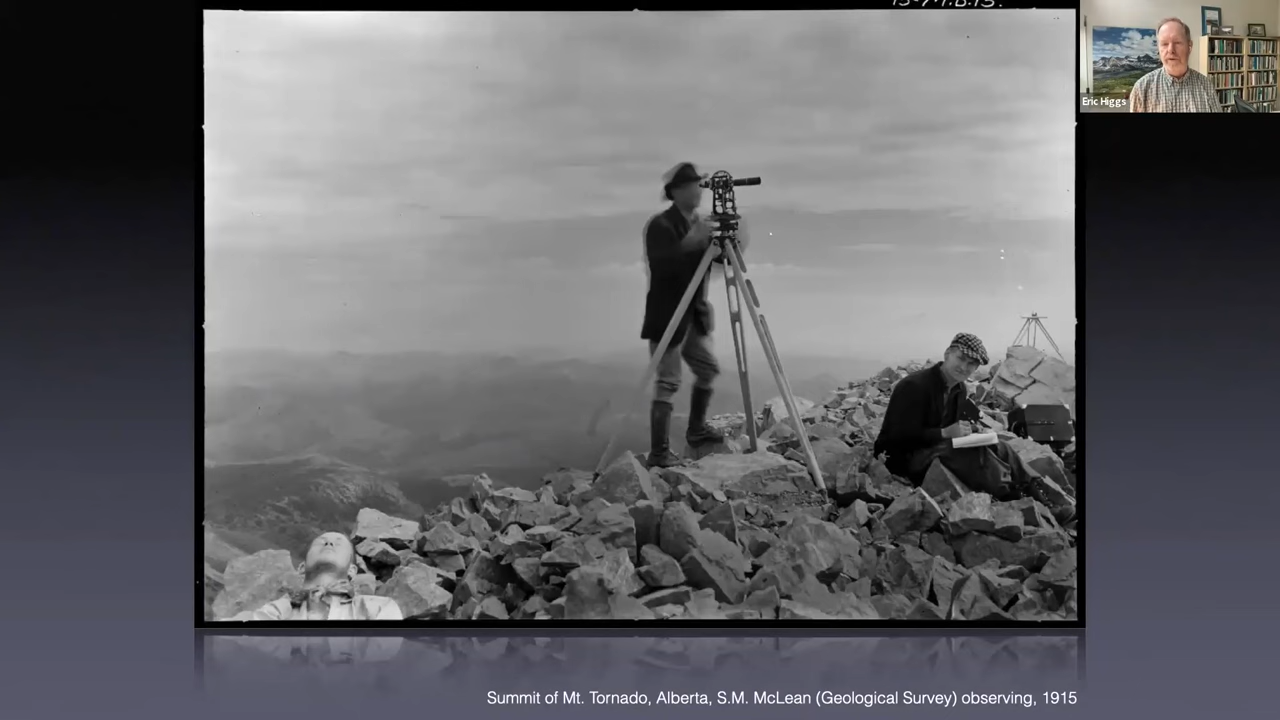 Eric Higgs
Summit of Mt. Tornado, Alberta, S.M. McLean (Geological Survey) observing, 1915